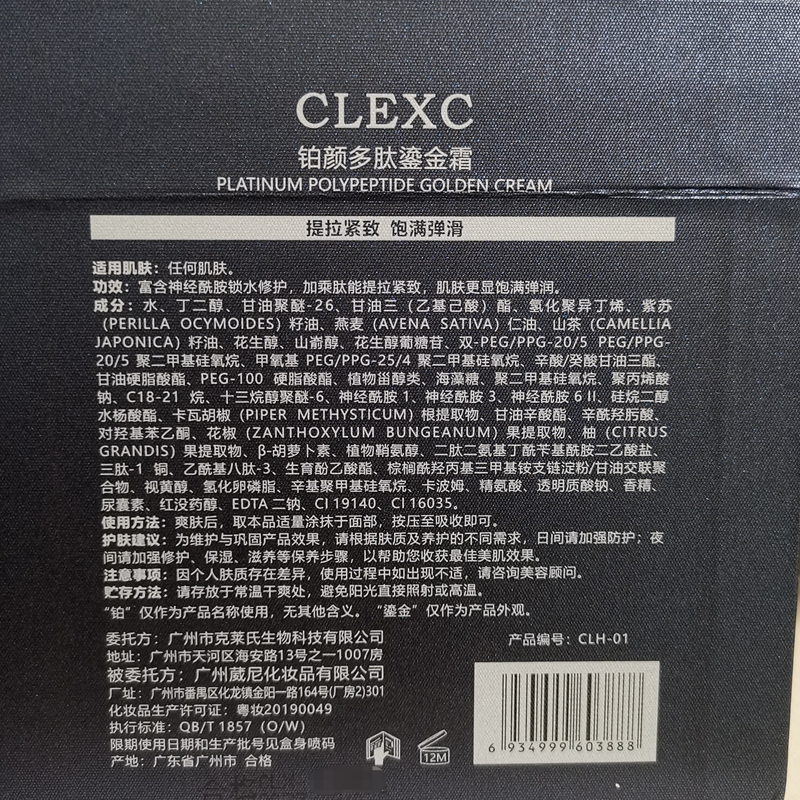 CLEXC
铂颜多肽鎏金霜
PLATINUM POLYPEPTIDE GOLDEN CREAM
提拉紧致 饱满弹滑
适用肌肤：任何肌肤。
功效：富含神经酰胺锁水修护，加乘肽能提拉紧致，肌肤更显饱满弹润。
成分：水、丁二醇、甘油聚醚-26、甘油三（乙基己酸）酯、氢化聚异丁烯、紫苏
(PERILLA OCYMOIDES) 籽油、燕麦 (AVENA SATIVA) 仁油、山茶 (CAMELLIA
JAPONICA) 籽油、花生醇、山嵛醇、花生醇葡糖苷、双-PEG/PPG-20/5 PEG/PPG-
20/5 聚二甲基硅氧烷、甲氧基 PEG/PPG-25/4 聚二甲基硅氧烷、辛酸/癸酸甘油三酯、
甘油硬脂酸酯、PEG-100 硬脂酸酯、植物甾醇类、海藻糖、聚二甲基硅氧烷、聚丙烯酸
钠、C18-21 烷、十三烷醇聚醚-6、神经酰胺 1、神经酰胺 3、神经酰胺 6 II、硅烷二醇
水杨酸酯、卡瓦胡椒 (PIPER METHYSTICUM) 根提取物、甘油辛酸酯、辛酰羟肟酸、
对羟基苯乙酮、花椒 (ZANTHOXYLUM BUNGEANUM) 果提取物、柚 (CITRUS
GRANDIS) 果提取物、β-胡萝卜素、植物鞘氨醇、二肽二氨基丁酰苄基酰胺二乙酸盐、
三肽-1 铜、乙酰基八肽-3、生育酚乙酸酯、棕榈酰羟丙基三甲基铵支链淀粉/甘油交联聚
合物、视黄醇、氢化卵磷脂、辛基聚甲基硅氧烷、卡波姆、精氨酸、透明质酸钠、香精、
尿囊素、红没药醇、EDTA 二钠、CI 19140、CI 16035。
使用方法：爽肤后，取本品适量涂抹于面部，按压至吸收即可。
护肤建议：为维护与巩固产品效果，请根据肤质及养护的不同需求，日间请加强防护；夜
间请加强修护、保湿、滋养等保养步骤，以帮助您收获最佳美肌效果。
注意事项：因个人肤质存在差异，使用过程中如出现不适，请咨询美容顾问。
贮存方法：请存放于常温干爽处，避免阳光直接照射或高温。
“铂”仅作为产品名称使用，无其他含义。“鎏金”仅作为产品外观。
委托方：广州市克莱氏生物科技有限公司
产品编号：CLH-01
地址：广州市天河区海安路13号之一1007房
被委托方：广州葳尼化妆品有限公司
厂址：广州市番禺区化龙镇金阳一路164号(厂房2)301
化妆品生产许可证：粤妆20190049
执行标准：QB/T 1857 (O/W)
限期使用日期和生产批号见盒身喷码
产地：广东省广州市 合格
12M
6 934999 603888